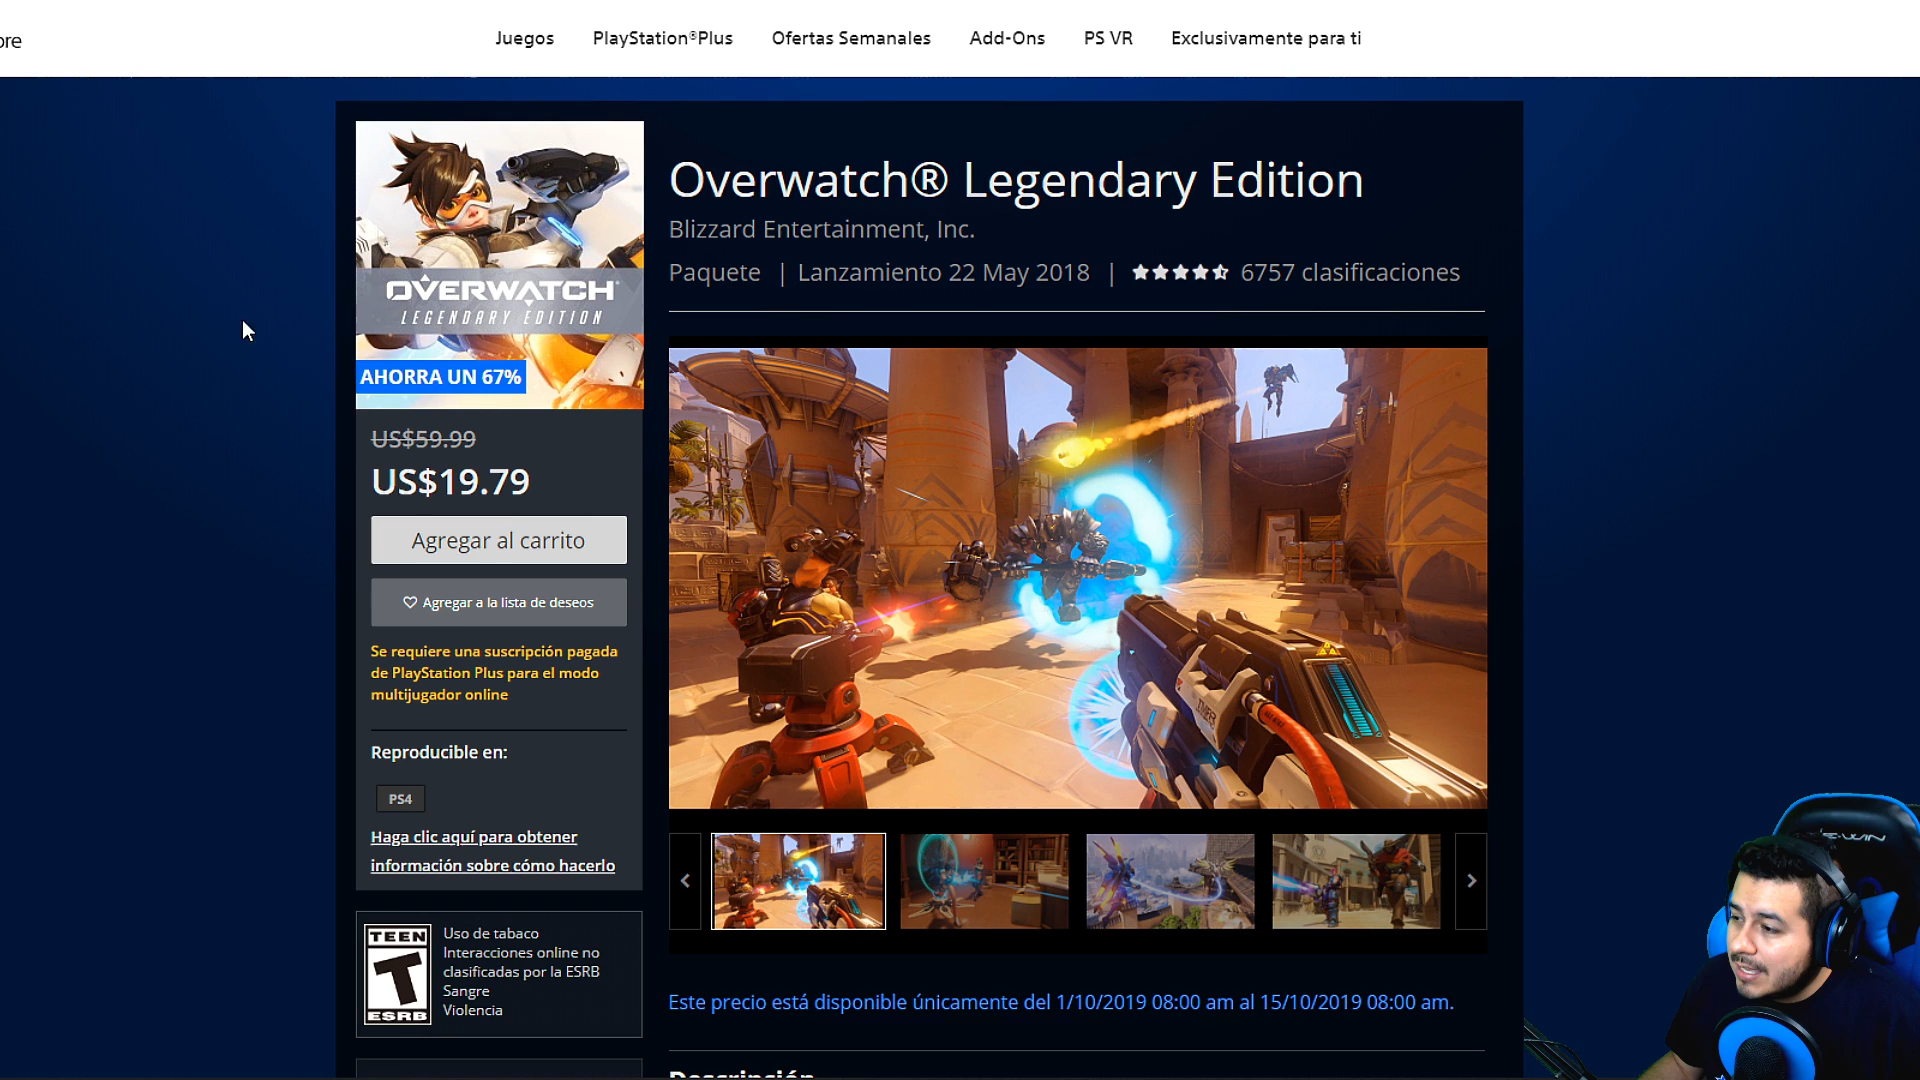 ore
Juegos
PlayStation®Plus
Ofertas Semanales
Add-Ons
PS VR
Exclusivamente para ti
OVERWATCH
LEGENDARY EDITION
AHORRA UN 67%
US$59.99
US$19.79
Agregar al carrito
Agregar a la lista de deseos
Se requiere una suscripción pagada
de PlayStation Plus para el modo
multijugador online
Reproducible en:
PS4
Haga clic aquí para obtener
información sobre cómo hacerlo
TEEN
T
ESRB
Uso de tabaco
Interacciones online no
clasificadas por la ESRB
Sangre
Violencia
Overwatch® Legendary Edition
Blizzard Entertainment, Inc.
Paquete | Lanzamiento 22 May 2018 | 6757 clasificaciones
Este precio está disponible únicamente del 1/10/2019 08:00 am al 15/10/2019 08:00 am.
Descripción